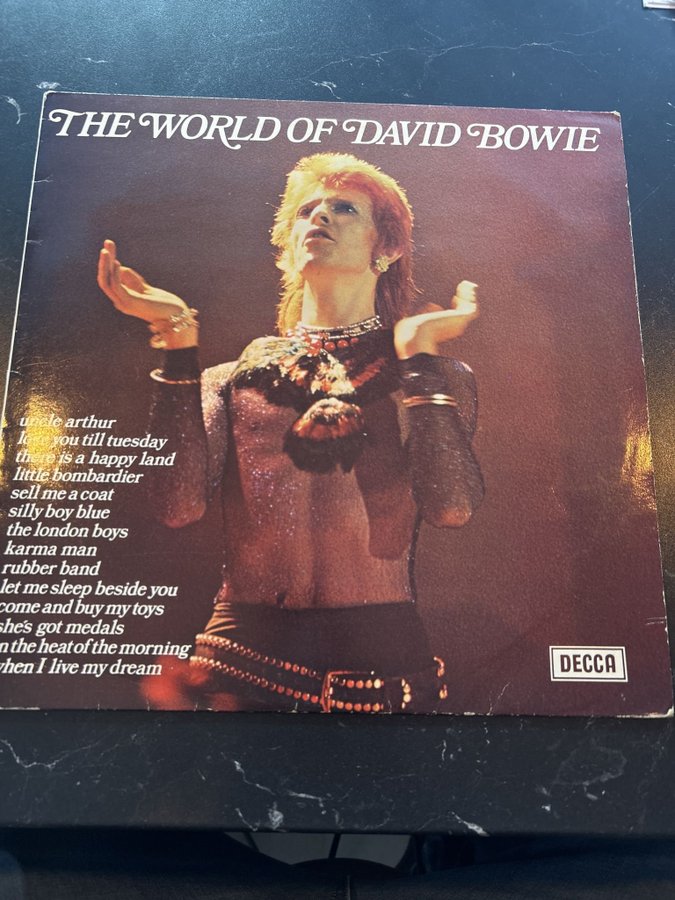 THE WORLD OF DAVID BOWIE
uncle arthur
love you till tuesday
there is a happy land
little bombardier
sell me a coat
silly boy blue
the london boys
karma man
rubber band
let me sleep beside you
come and buy my toys
she's got medals
in the heat of the morning
when I live my dream
DECCA